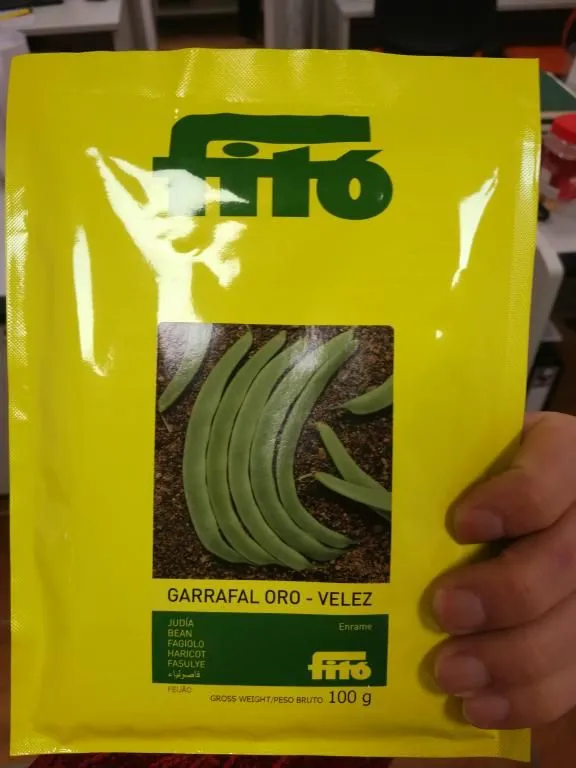 fitó
GARRAFAL ORO - VELEZ
JUDÍA
BEAN
FAGIOLO
HARICOT
FASULYE
فاصولياء
FEIJÃO
Enrame
fitó
GROSS WEIGHT/PESO BRUTO 100 g